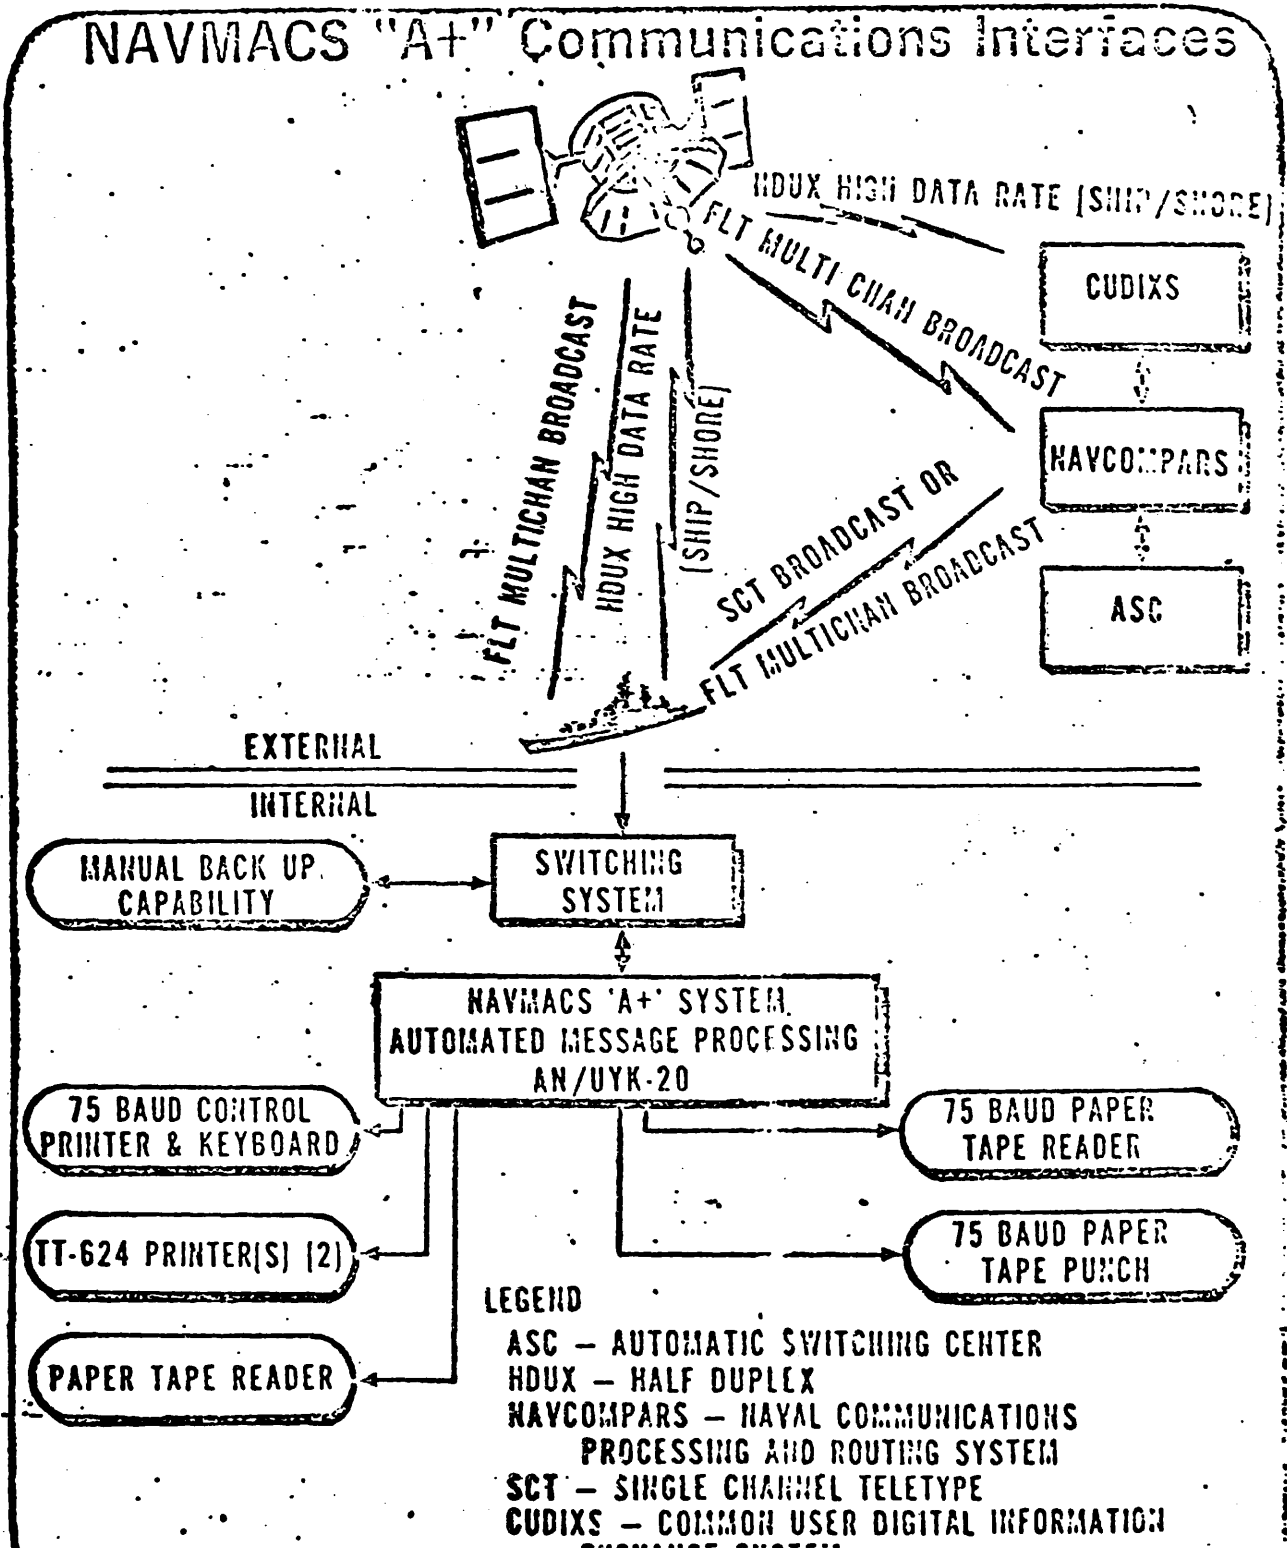 NAVMACS "A+" Communications Interfaces
HDUX HIGH DATA RATE [SHIP/SHORE]
FLT MULTI CHAN BROADCAST
CUDIXS
FLT MULTICHAN BROADCAST
HDUX HIGH DATA RATE
[SHIP/SHORE]
NAVCOMPARS
SCT BROADCAST OR
FLT MULTICHAN BROADCAST
ASC
EXTERNAL
INTERNAL
MANUAL BACK UP
CAPABILITY
SWITCHING
SYSTEM
NAVMACS 'A+' SYSTEM
AUTOMATED MESSAGE PROCESSING
AN/UYK-20
75 BAUD CONTROL
PRINTER & KEYBOARD
75 BAUD PAPER
TAPE READER
TT-624 PRINTER[S] [2]
75 BAUD PAPER
TAPE PUNCH
PAPER TAPE READER
LEGEND
ASC — AUTOMATIC SWITCHING CENTER
HDUX — HALF DUPLEX
NAVCOMPARS — NAVAL COMMUNICATIONS
PROCESSING AND ROUTING SYSTEM
SCT — SINGLE CHANNEL TELETYPE
CUDIXS — COMMON USER DIGITAL INFORMATION